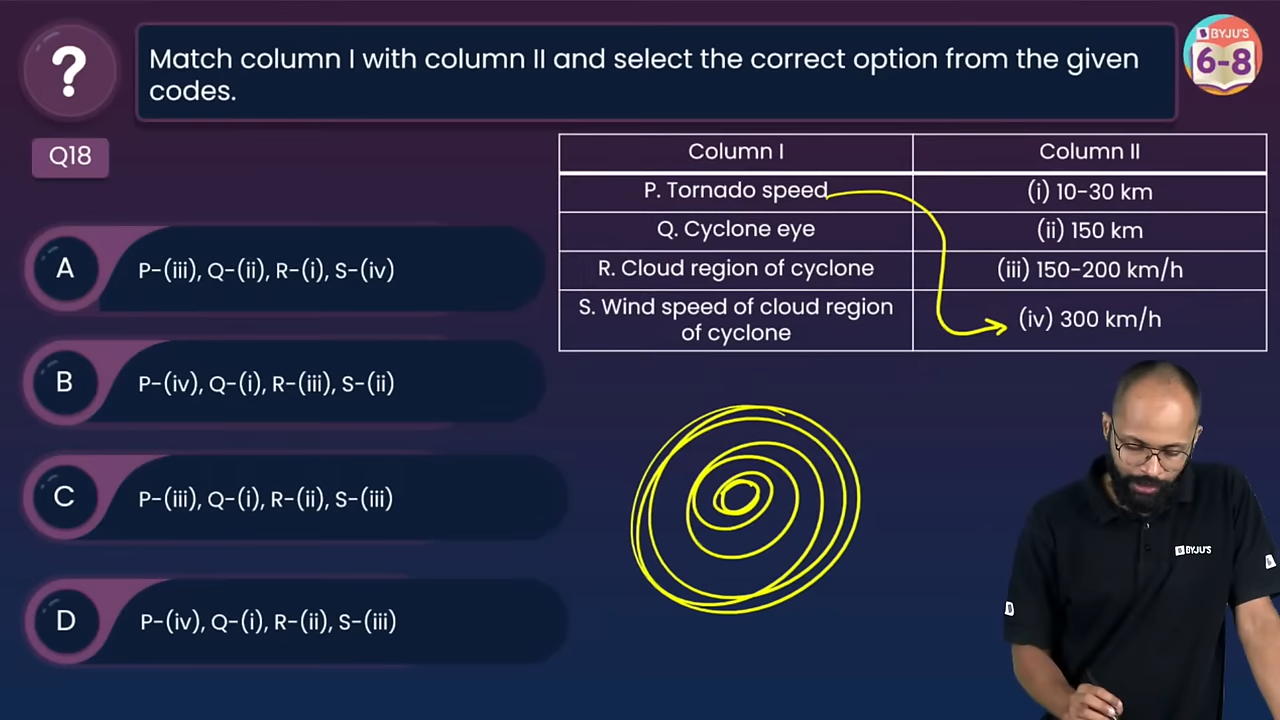 ?
Match column I with column II and select the correct option from the given
codes.
BYJU'S
6-8
Q18
Column I
Column II
P. Tornado speed
(i) 10-30 km
Q. Cyclone eye
(ii) 150 km
R. Cloud region of cyclone
(iii) 150-200 km/h
S. Wind speed of cloud region
of cyclone
(iv) 300 km/h
A
P-(iii), Q-(ii), R-(i), S-(iv)
B
P-(iv), Q-(i), R-(iii), S-(ii)
C
P-(iii), Q-(i), R-(ii), S-(iii)
D
P-(iv), Q-(i), R-(ii), S-(iii)
BYJU'S